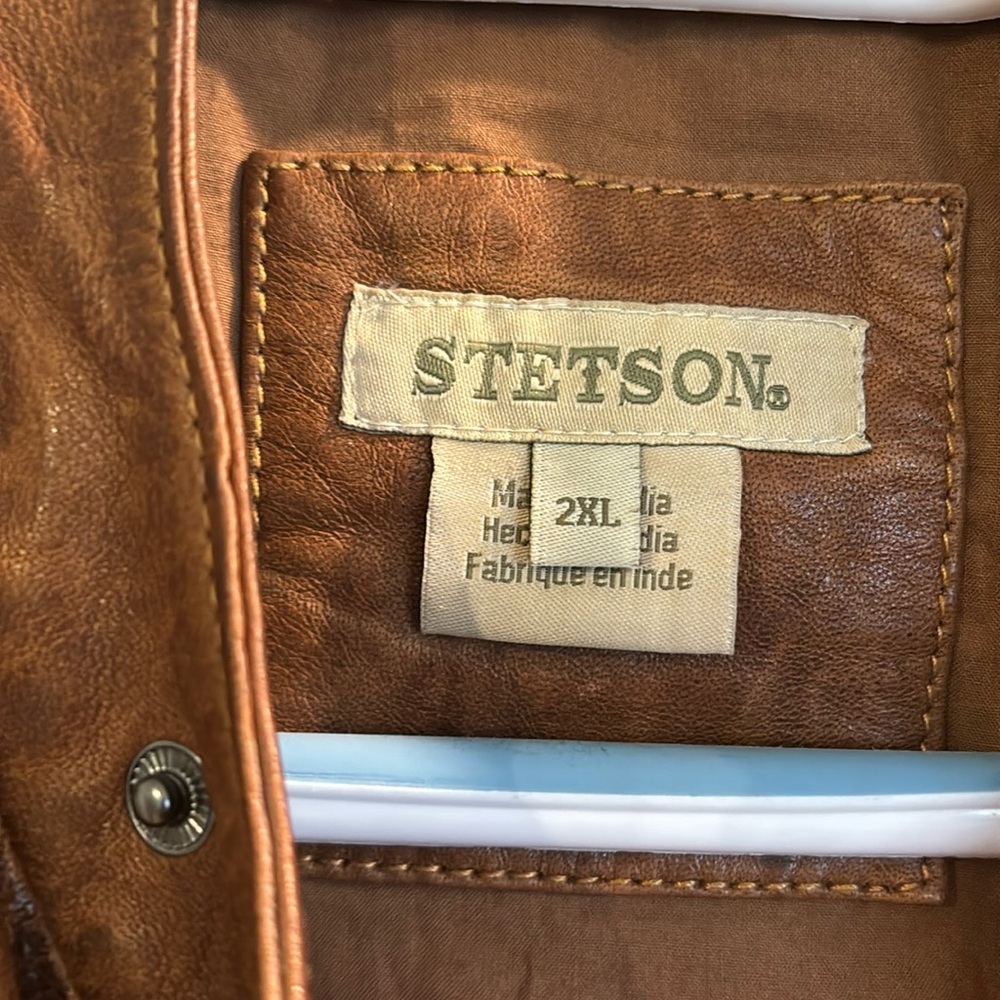 STETSON®
2XL
Fabrique en Inde